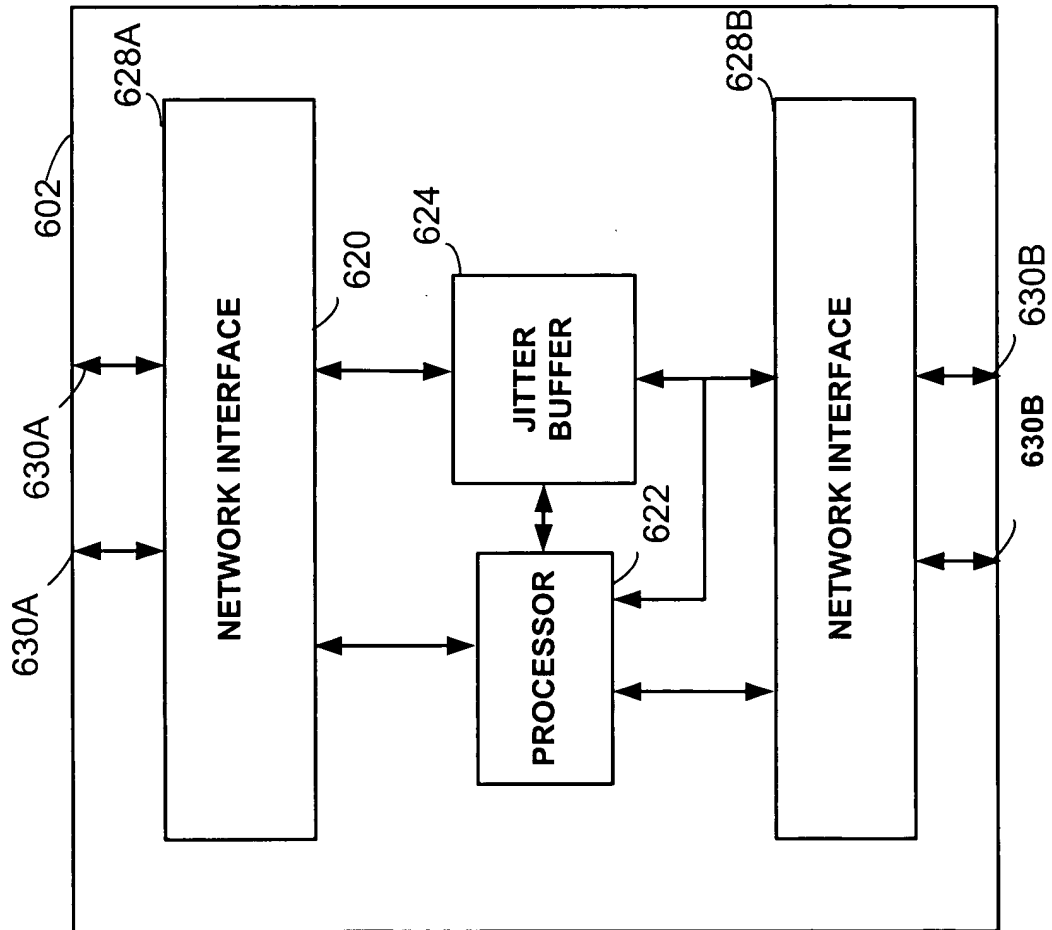 602
628A
630A
630A
NETWORK INTERFACE
620
624
JITTER
BUFFER
PROCESSOR
622
628B
NETWORK INTERFACE
630B
630B